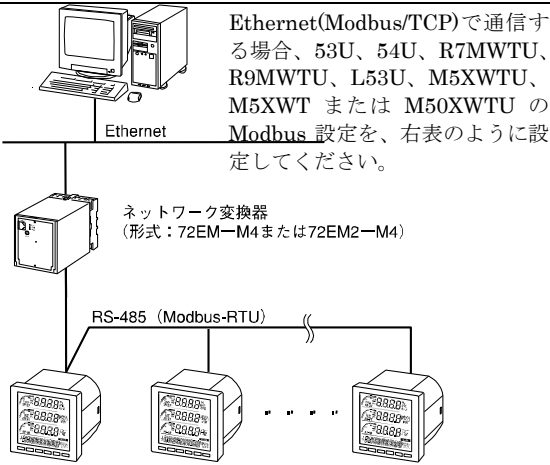 Ethernet(Modbus/TCP)で通信す
る場合、53U、54U、R7MWTU、
R9MWTU、L53U、M5XWTU、
M5XWT または M50XWTU の
Modbus 設定を、右表のように設
定してください。
Ethernet
ネットワーク変換器
(形式：72EM－M4または72EM2－M4)
RS-485 (Modbus-RTU)